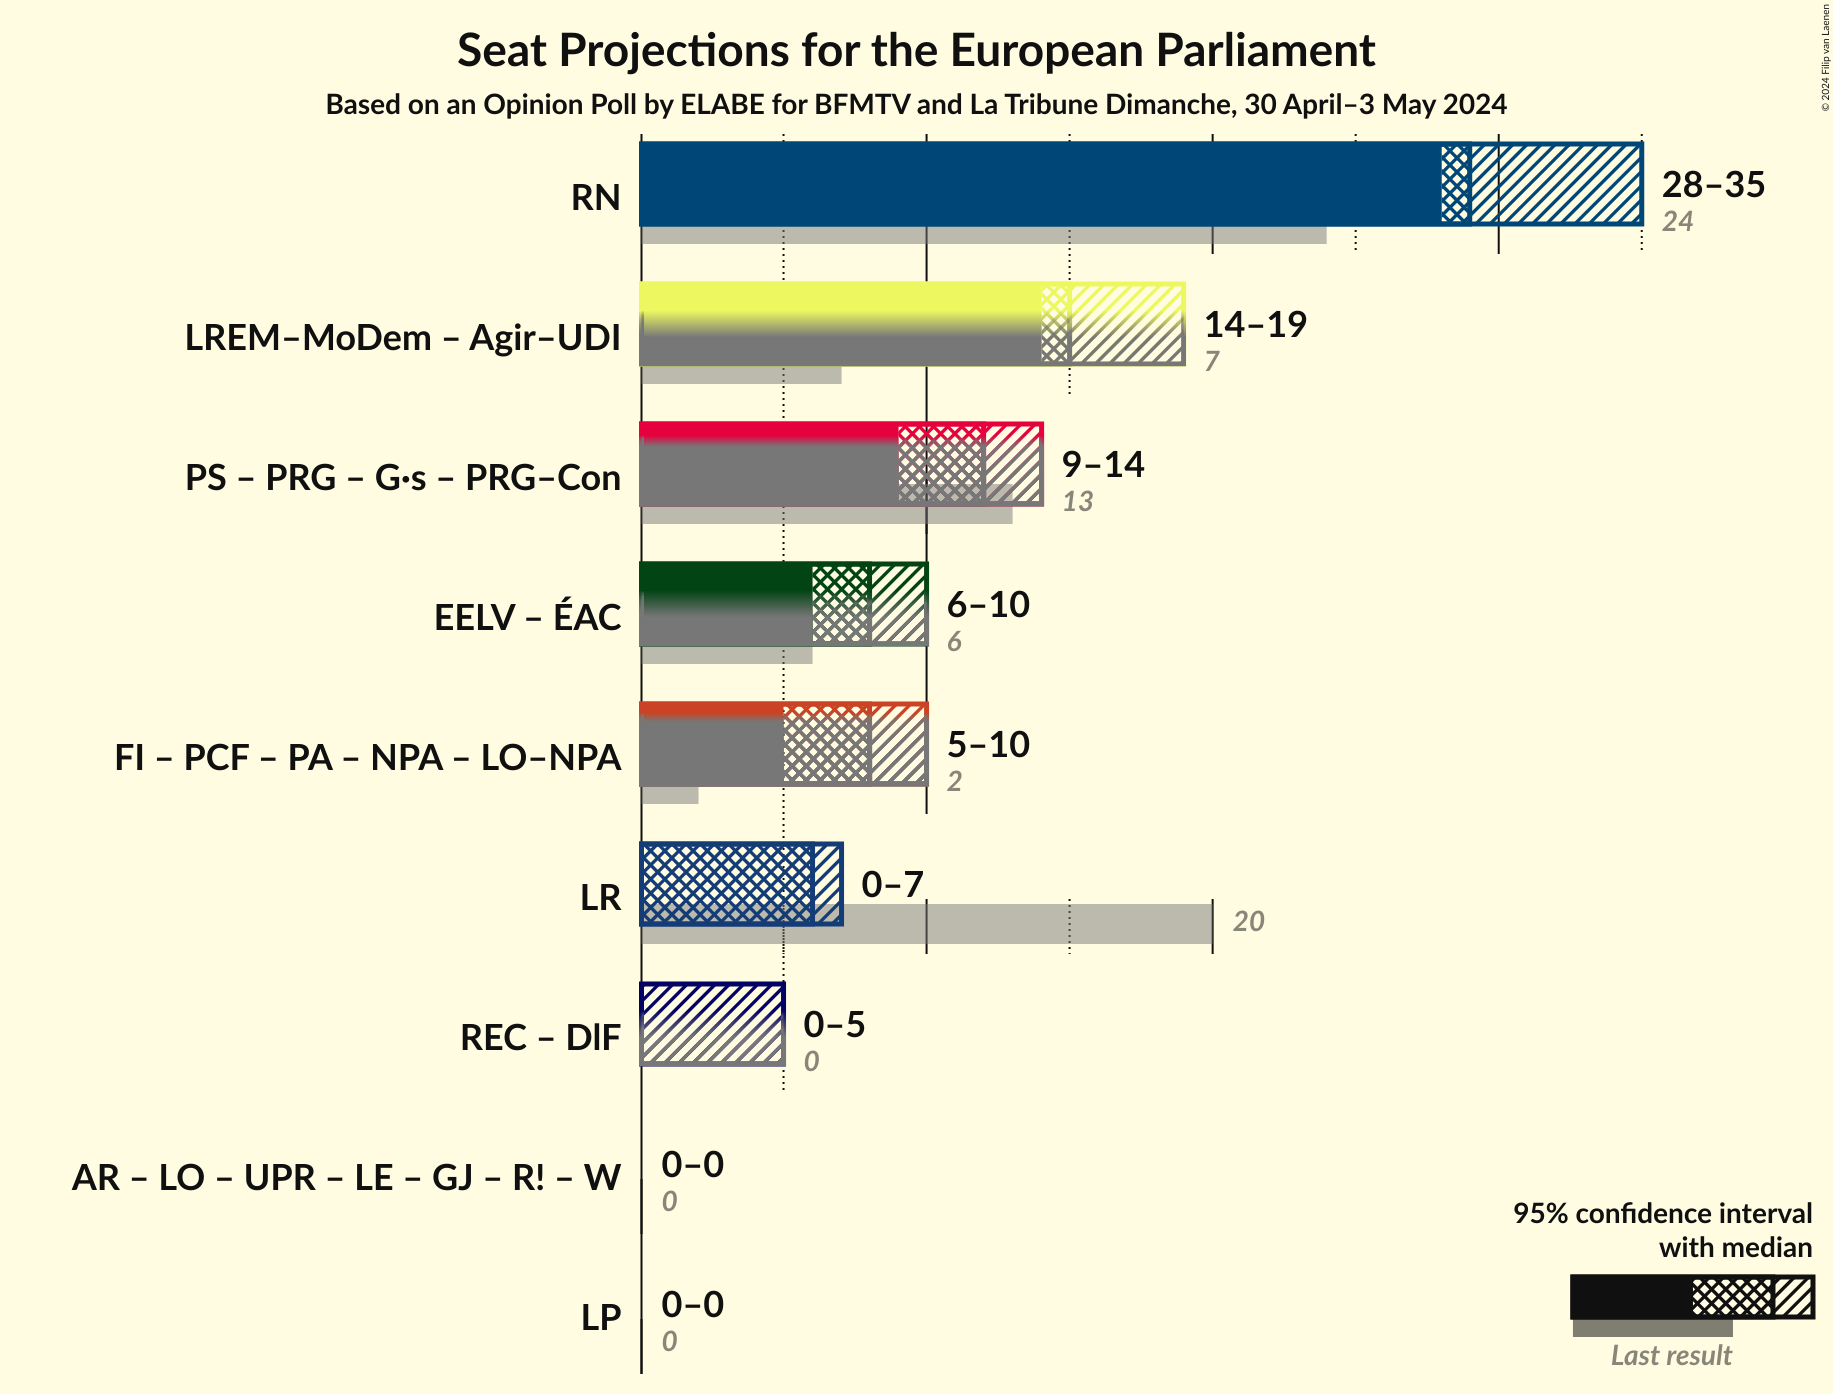 Seat Projections for the European Parliament
Based on an Opinion Poll by ELABE for BFMTV and La Tribune Dimanche, 30 April–3 May 2024
© 2024 Filip van Laenen
RN
28–35
24
LREM–MoDem – Agir–UDI
14–19
7
PS – PRG – G·s – PRG–Con
9–14
13
EELV – ÉAC
6–10
6
FI – PCF – PA – NPA – LO–NPA
5–10
2
LR
0–7
20
REC – DlF
0–5
0
AR – LO – UPR – LE – GJ – R! – W
0–0
0
LP
0–0
0
95% confidence interval
with median
Last result